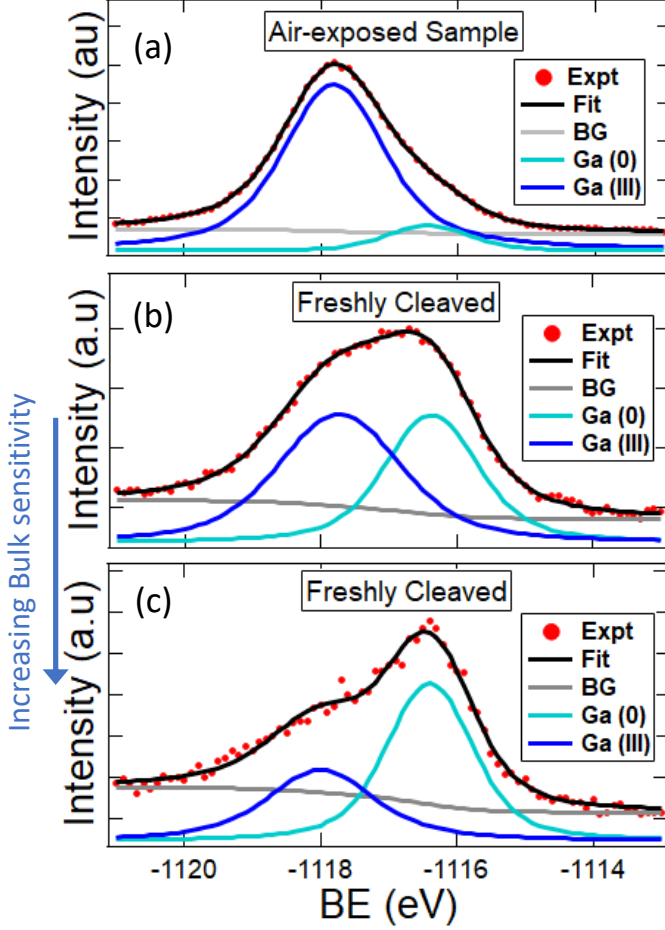 (a)
Air-exposed Sample
Intensity (au)
Expt
Fit
BG
Ga (0)
Ga (III)
(b)
Freshly Cleaved
Intensity (a.u)
Expt
Fit
BG
Ga (0)
Ga (III)
Increasing Bulk sensitivity
(c)
Freshly Cleaved
Intensity (a.u)
Expt
Fit
BG
Ga (0)
Ga (III)
-1120 -1118 -1116 -1114
BE (eV)